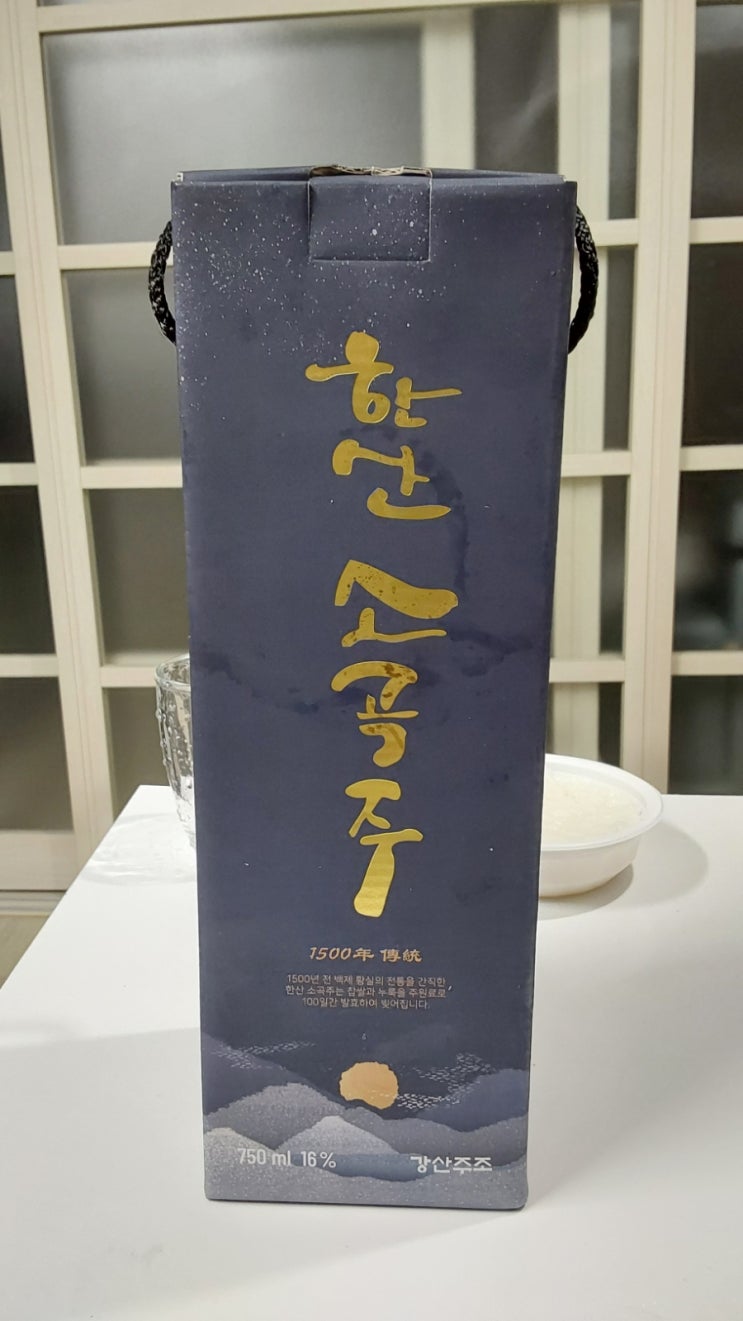 한산 소곡주
1500年 傳統
1500년 전 백제 황실의 전통을 간직한
한산 소곡주는 찹쌀과 누룩을 주원료로,
100일간 발효하여 빚어집니다.
750 ml 16% 강산주조